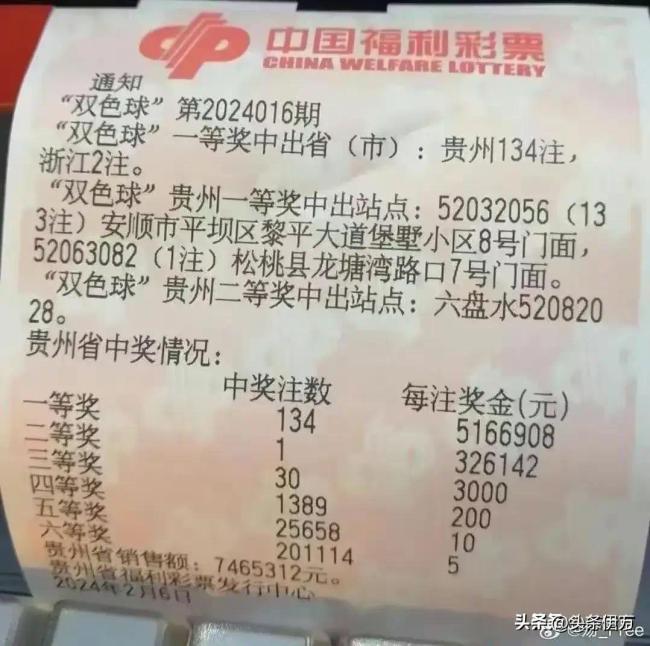 中国福利彩票
CHINA WELFARE LOTTERY
通知
“双色球”第2024016期
“双色球”一等奖中出省（市）：贵州134注，
浙江2注。
“双色球”贵州一等奖中出站点：52032056（13
3注）安顺市平坝区黎平大道堡墅小区8号门面，
52063082（1注）松桃县龙塘湾路口7号门面。
“双色球”贵州二等奖中出站点：六盘水520820
28。
贵州省中奖情况：
中奖注数 每注奖金(元)
一等奖 134 5166908
二等奖 1 326142
三等奖 30 3000
四等奖 1389 200
五等奖 25658 10
六等奖 201114 5
贵州省销售额：7465312元。
贵州省福利彩票发行中心
2024年2月6日
头条@头条伊方